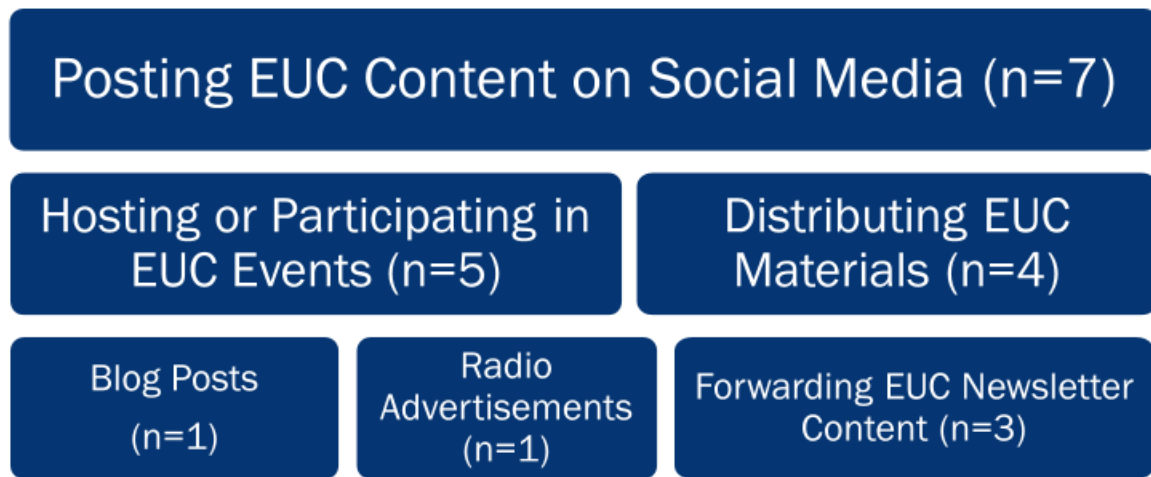 Posting EUC Content on Social Media (n=7)
Hosting or Participating in
EUC Events (n=5)
Distributing EUC
Materials (n=4)
Blog Posts
(n=1)
Radio
Advertisements
(n=1)
Forwarding EUC Newsletter
Content (n=3)